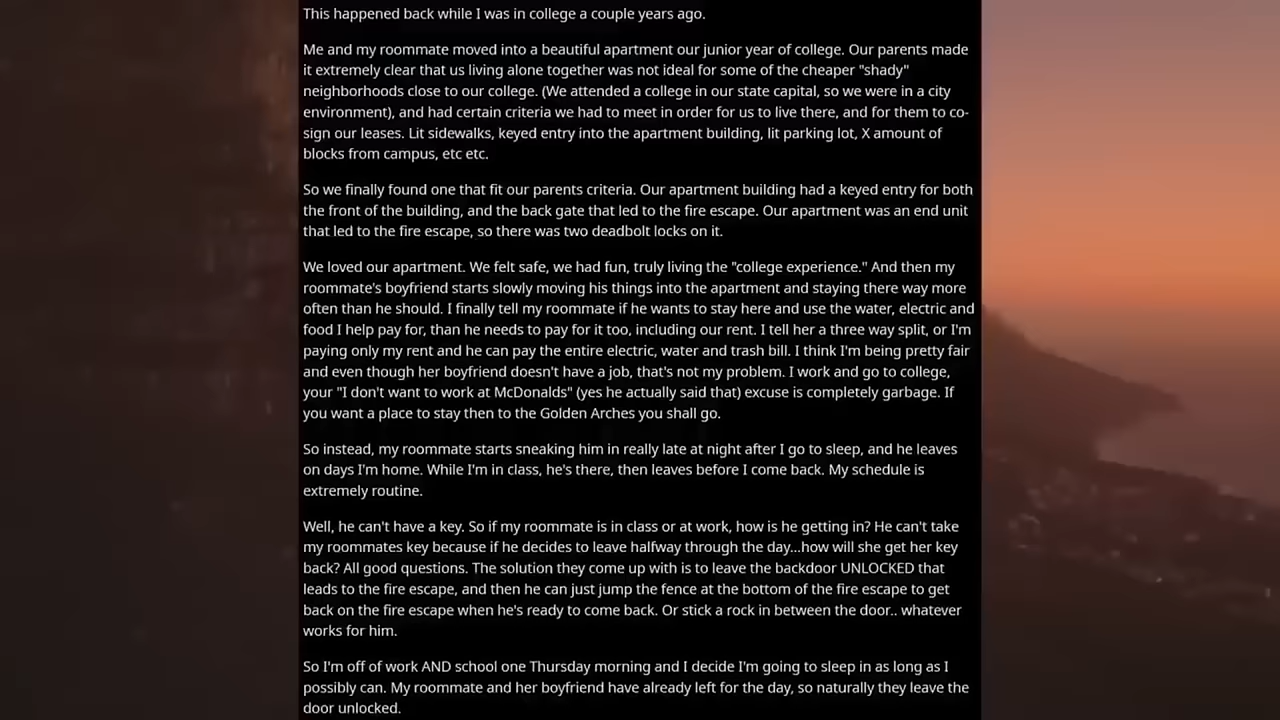 This happened back while I was in college a couple years ago.
Me and my roommate moved into a beautiful apartment our junior year of college. Our parents made
it extremely clear that us living alone together was not ideal for some of the cheaper "shady"
neighborhoods close to our college. (We attended a college in our state capital, so we were in a city
environment), and had certain criteria we had to meet in order for us to live there, and for them to co-
sign our leases. Lit sidewalks, keyed entry into the apartment building, lit parking lot, X amount of
blocks from campus, etc etc.
So we finally found one that fit our parents criteria. Our apartment building had a keyed entry for both
the front of the building, and the back gate that led to the fire escape. Our apartment was an end unit
that led to the fire escape, so there was two deadbolt locks on it.
We loved our apartment. We felt safe, we had fun, truly living the "college experience." And then my
roommate's boyfriend starts slowly moving his things into the apartment and staying there way more
often than he should. I finally tell my roommate if he wants to stay here and use the water, electric and
food I help pay for, than he needs to pay for it too, including our rent. I tell her a three way split, or I'm
paying only my rent and he can pay the entire electric, water and trash bill. I think I'm being pretty fair
and even though her boyfriend doesn't have a job, that's not my problem. I work and go to college,
your "I don't want to work at McDonalds" (yes he actually said that) excuse is completely garbage. If
you want a place to stay then to the Golden Arches you shall go.
So instead, my roommate starts sneaking him in really late at night after I go to sleep, and he leaves
on days I'm home. While I'm in class, he's there, then leaves before I come back. My schedule is
extremely routine.
Well, he can't have a key. So if my roommate is in class or at work, how is he getting in? He can't take
my roommates key because if he decides to leave halfway through the day...how will she get her key
back? All good questions. The solution they come up with is to leave the backdoor UNLOCKED that
leads to the fire escape, and then he can just jump the fence at the bottom of the fire escape to get
back on the fire escape when he's ready to come back. Or stick a rock in between the door.. whatever
works for him.
So I'm off of work AND school one Thursday morning and I decide I'm going to sleep in as long as I
possibly can. My roommate and her boyfriend have already left for the day, so naturally they leave the
door unlocked.